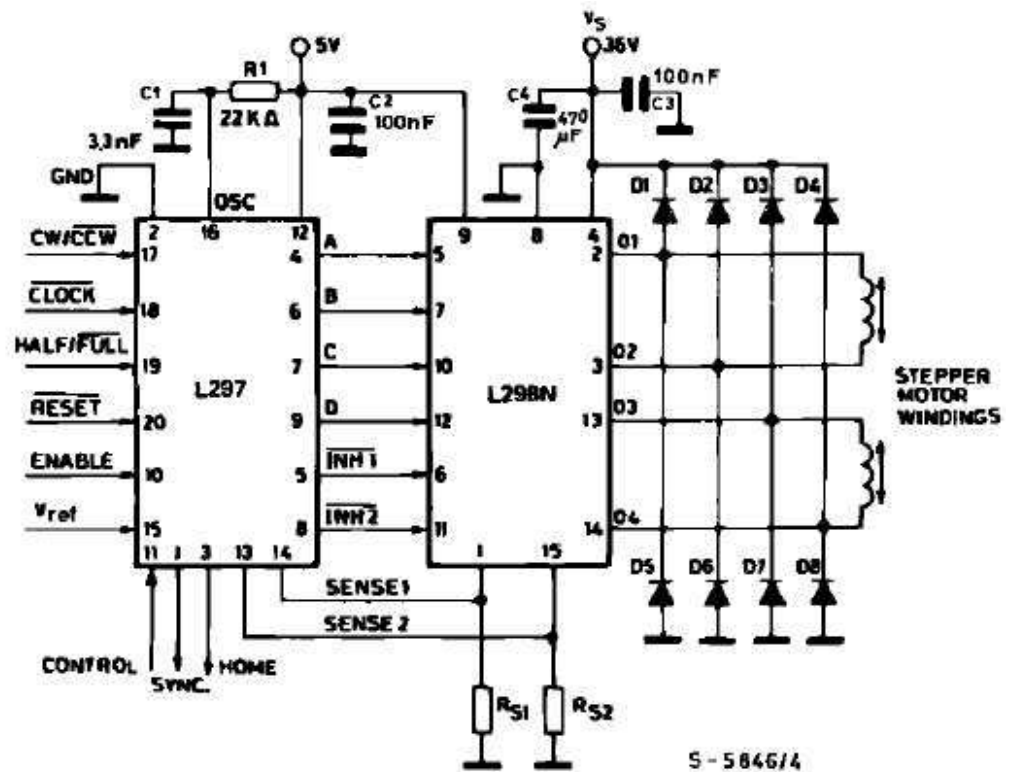 5V
VS
36V
R1
C1
22KΩ
3,3nF
C2
100nF
C4
470
µF
100nF
C3
GND
OSC
D1 D2 D3 D4
2 16 12
9 8 4
CW/CCW 17
4 A 5
2 O1
CLOCK 18
6 B 7
HALF/FULL 19
7 C 10
3 O2
L297
L298N
STEPPER
MOTOR
WINDINGS
RESET 20
9 D 12
13 O3
ENABLE 10
5 INH1 6
Vref 15
8 INH2 11
14 O4
11 1 3 13 14
1 15
D5 D6 D7 D8
SENSE1
SENSE 2
CONTROL
SYNC.
HOME
RS1
RS2
S-5846/4